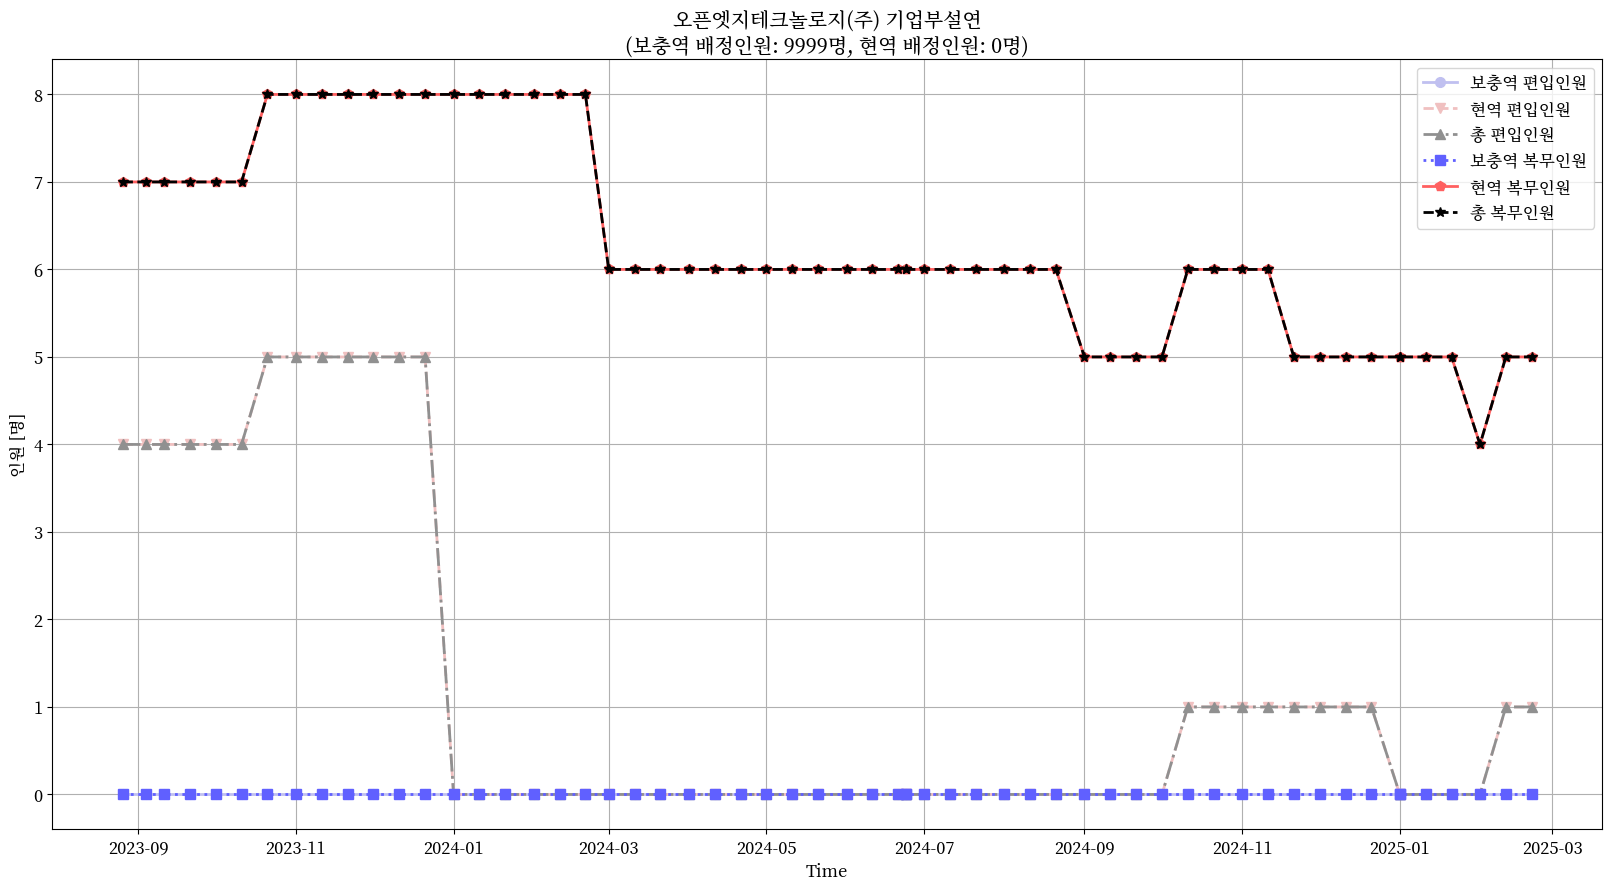 오픈엣지테크놀로지(주) 기업부설연
(보충역 배정인원: 9999명, 현역 배정인원: 0명)
보충역 편입인원
현역 편입인원
총 편입인원
보충역 복무인원
현역 복무인원
총 복무인원
인원 [명]
8
7
6
5
4
3
2
1
0
2023-09
2023-11
2024-01
2024-03
2024-05
2024-07
2024-09
2024-11
2025-01
2025-03
Time